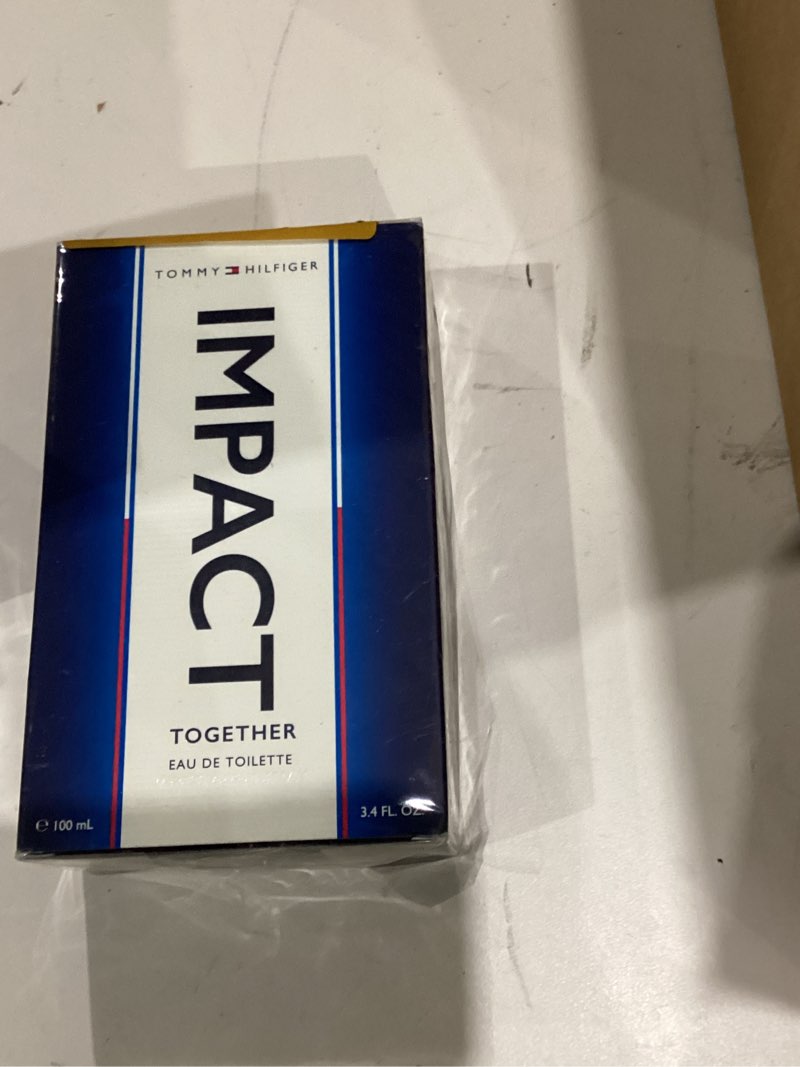 TOMMY HILFIGER
IMPACT
TOGETHER
EAU DE TOILETTE
℮ 100 mL
3.4 FL. OZ.